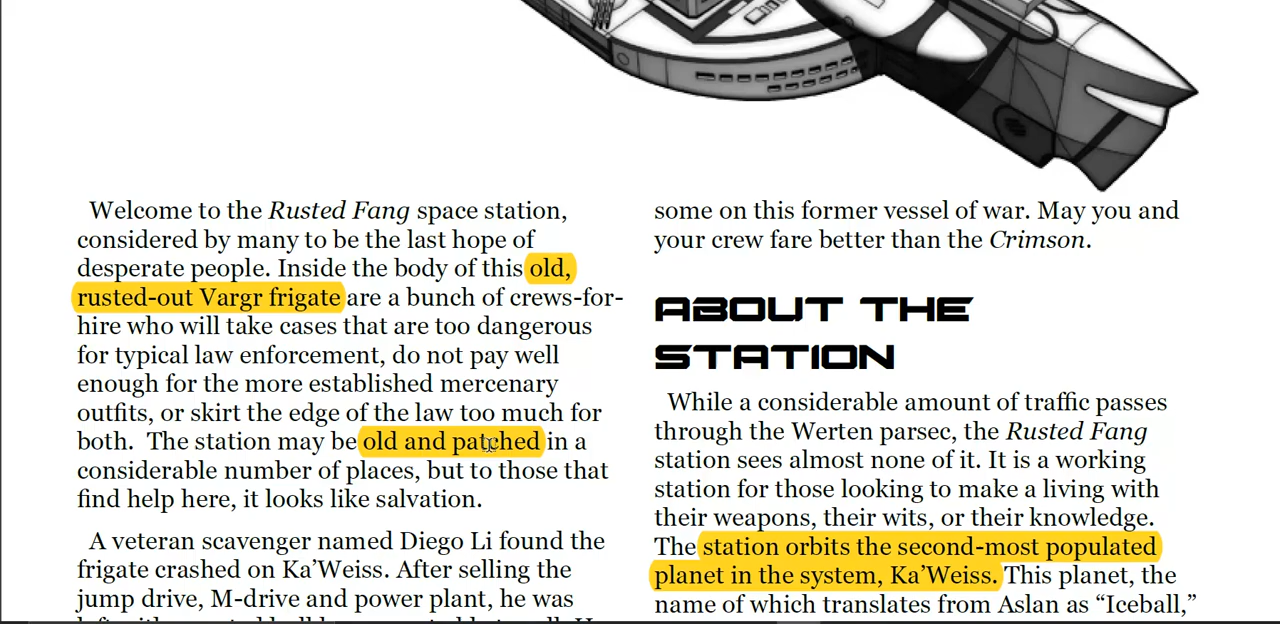 Welcome to the Rusted Fang space station,
considered by many to be the last hope of
desperate people. Inside the body of this old,
rusted-out Vargr frigate are a bunch of crews-for-
hire who will take cases that are too dangerous
for typical law enforcement, do not pay well
enough for the more established mercenary
outfits, or skirt the edge of the law too much for
both.  The station may be old and patched in a
considerable number of places, but to those that
find help here, it looks like salvation.
A veteran scavenger named Diego Li found the
frigate crashed on Ka’Weiss. After selling the
jump drive, M-drive and power plant, he was
some on this former vessel of war. May you and
your crew fare better than the Crimson.
ABOUT THE
STATION
While a considerable amount of traffic passes
through the Werten parsec, the Rusted Fang
station sees almost none of it. It is a working
station for those looking to make a living with
their weapons, their wits, or their knowledge.
The station orbits the second-most populated
planet in the system, Ka’Weiss. This planet, the
name of which translates from Aslan as “Iceball,”